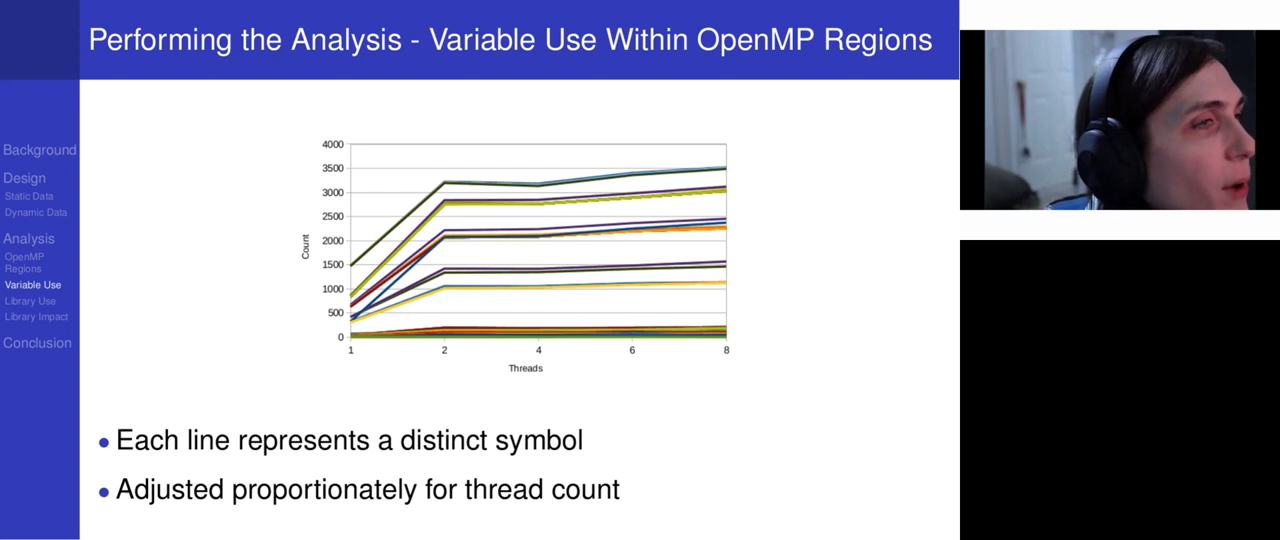 Performing the Analysis - Variable Use Within OpenMP Regions
Background
Design
Static Data
Dynamic Data
Analysis
OpenMP
Regions
Variable Use
Library Use
Library Impact
Conclusion
4000
3500
3000
2500
2000
1500
1000
500
0
Count
1 2 4 6 8
Threads
• Each line represents a distinct symbol
• Adjusted proportionately for thread count